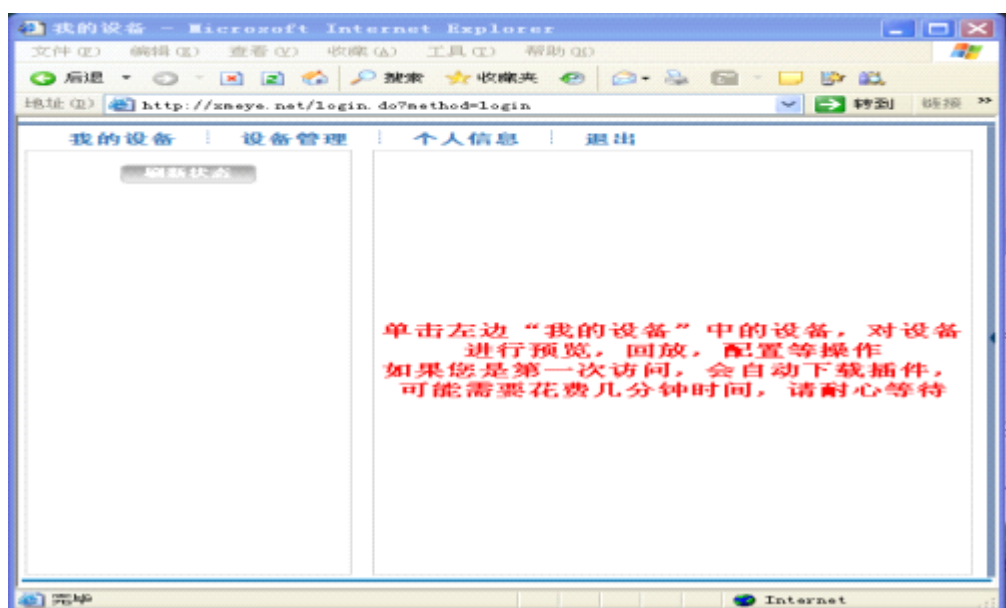 我的设备 - Microsoft Internet Explorer
文件(F) 编辑(E) 查看(V) 收藏(A) 工具(T) 帮助(H)
后退 搜索 收藏夹
地址(D) http://xmeye.net/login.do?method=login 转到 链接 »
我的设备 设备管理 个人信息 退出
刷新状态
单击左边“我的设备”中的设备，对设备
进行预览，回放，配置等操作
如果您是第一次访问，会自动下载插件，
可能需要花费几分钟时间，请耐心等待
完毕 Internet